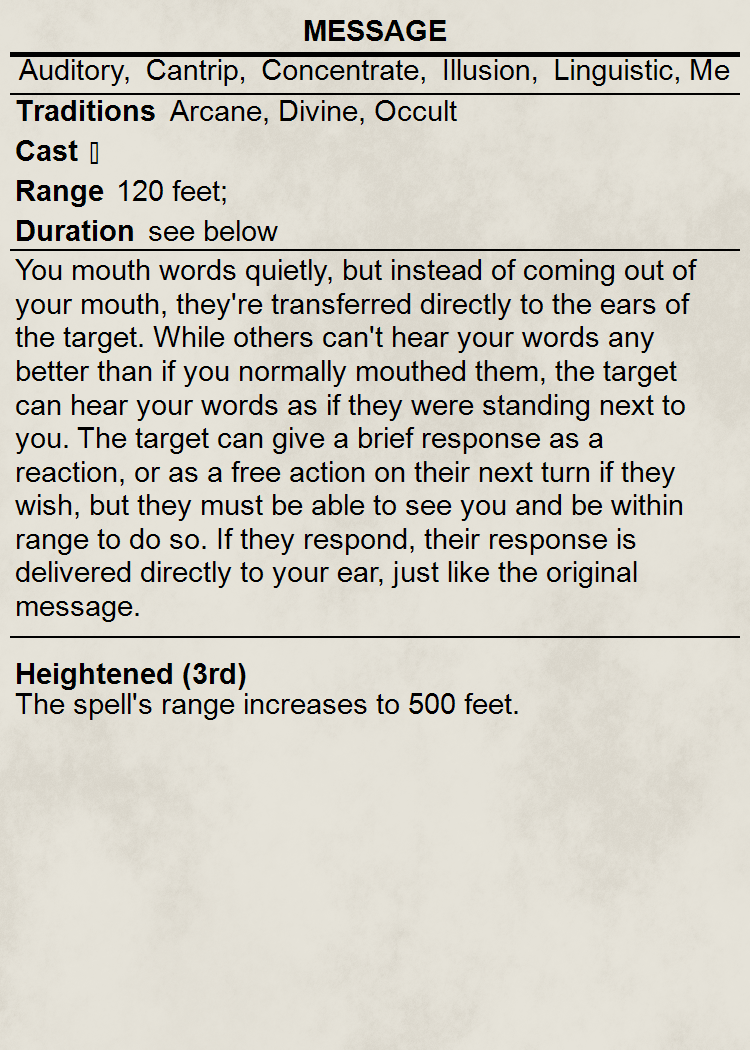 MESSAGE
Auditory, Cantrip, Concentrate, Illusion, Linguistic, Me
Traditions Arcane, Divine, Occult
Cast ▯
Range 120 feet;
Duration see below
You mouth words quietly, but instead of coming out of
your mouth, they're transferred directly to the ears of
the target. While others can't hear your words any
better than if you normally mouthed them, the target
can hear your words as if they were standing next to
you. The target can give a brief response as a
reaction, or as a free action on their next turn if they
wish, but they must be able to see you and be within
range to do so. If they respond, their response is
delivered directly to your ear, just like the original
message.
Heightened (3rd)
The spell's range increases to 500 feet.